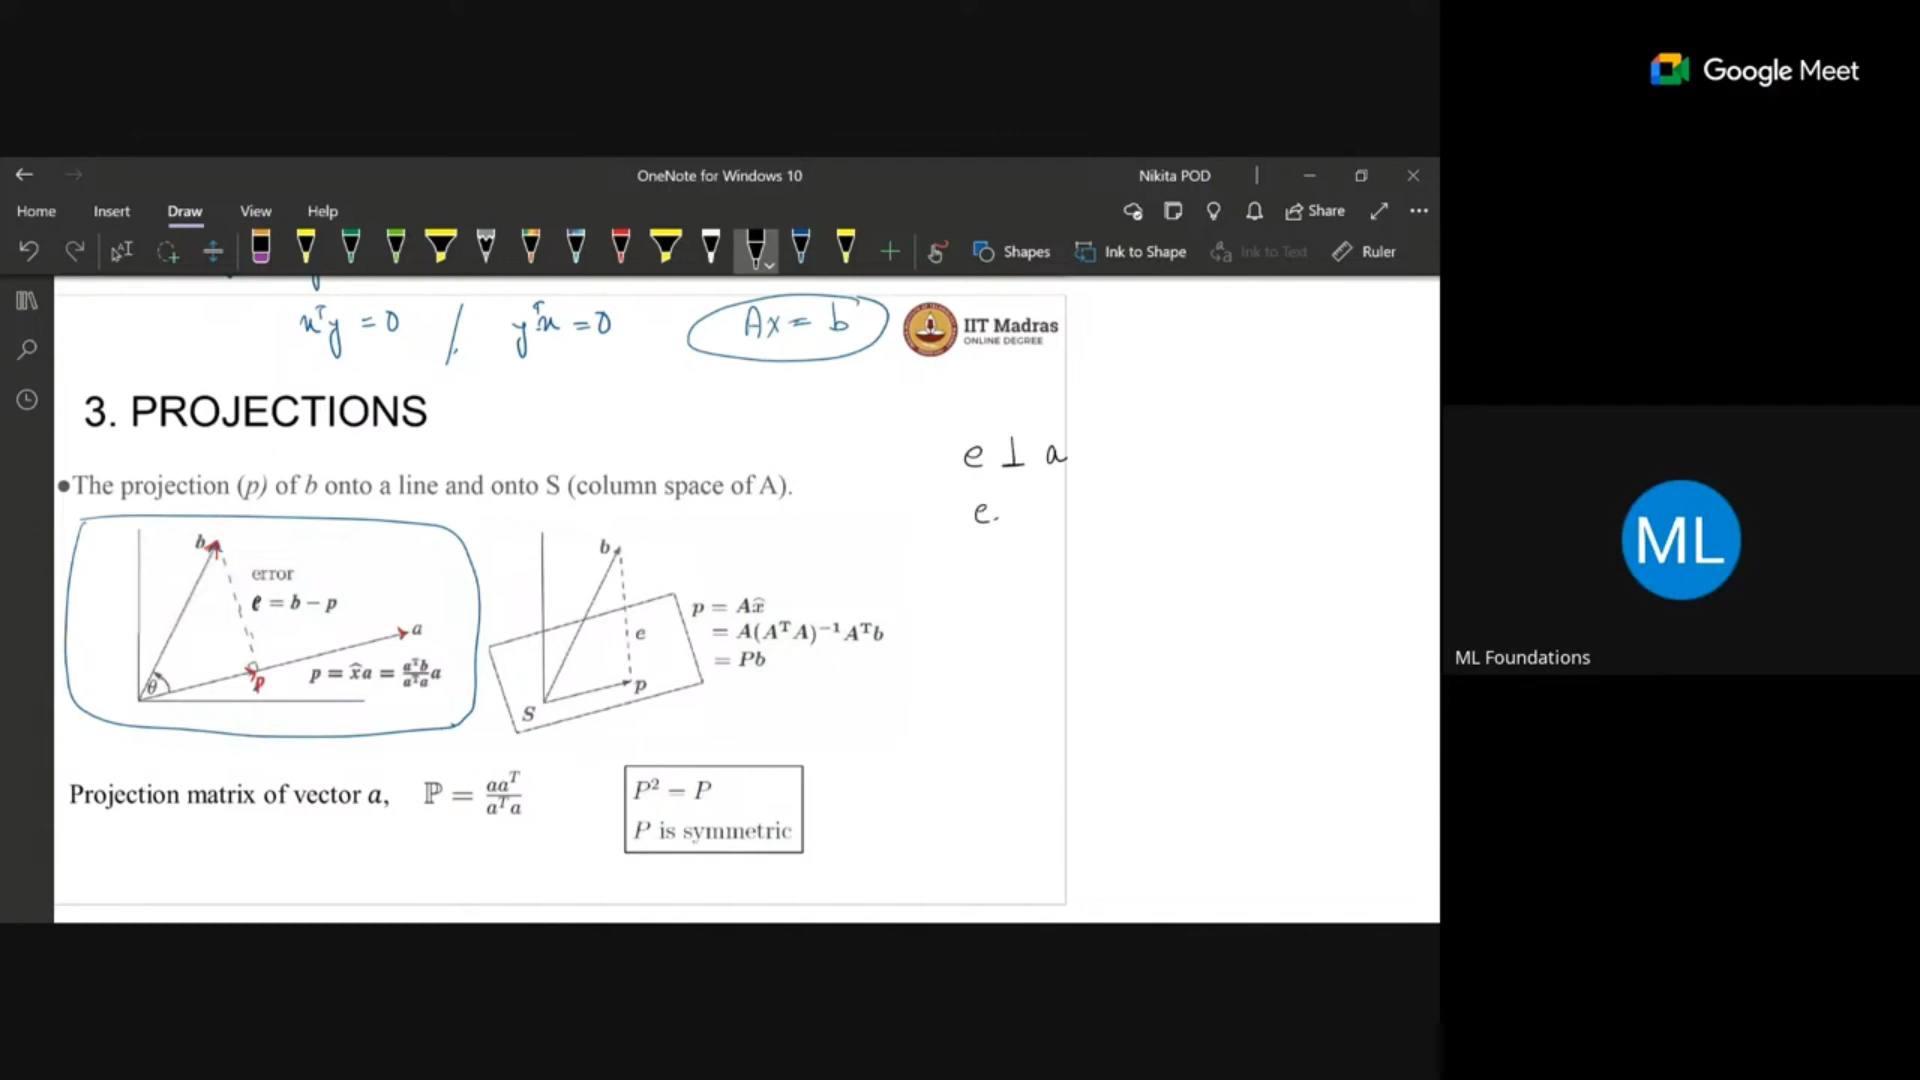 Google Meet
OneNote for Windows 10
Nikita POD
Home Insert Draw View Help
Share
Shapes Ink to Shape Ink to Text Ruler
xᵀy = 0 / yᵀx = 0 Ax = b
IIT Madras
ONLINE DEGREE
3. PROJECTIONS
e ⊥ a
●The projection (p) of b onto a line and onto S (column space of A).
e.
b
error
e = b − p
a
θ
p
p = x̂a = aᵀb/aᵀa a
b
e
p
S
p = Ax̂
= A(AᵀA)⁻¹Aᵀb
= Pb
Projection matrix of vector a, ℙ = aaᵀ/aᵀa
P² = P
P is symmetric
ML
ML Foundations